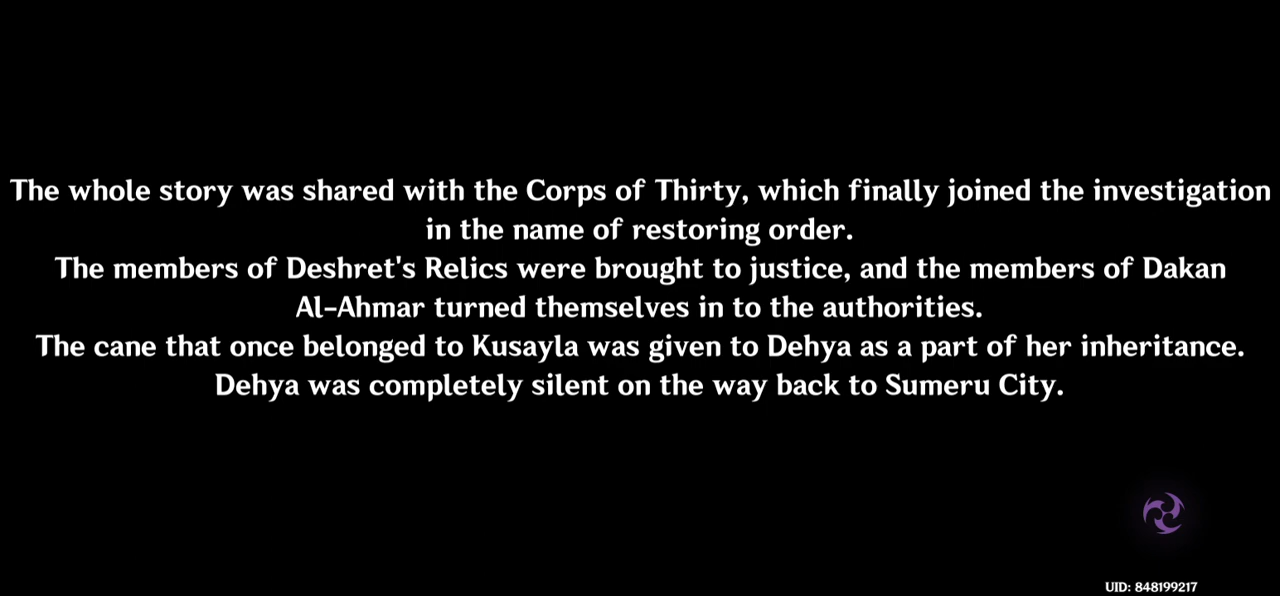 The whole story was shared with the Corps of Thirty, which finally joined the investigation
in the name of restoring order.
The members of Deshret's Relics were brought to justice, and the members of Dakan
Al-Ahmar turned themselves in to the authorities.
The cane that once belonged to Kusayla was given to Dehya as a part of her inheritance.
Dehya was completely silent on the way back to Sumeru City.
UID: 848199217